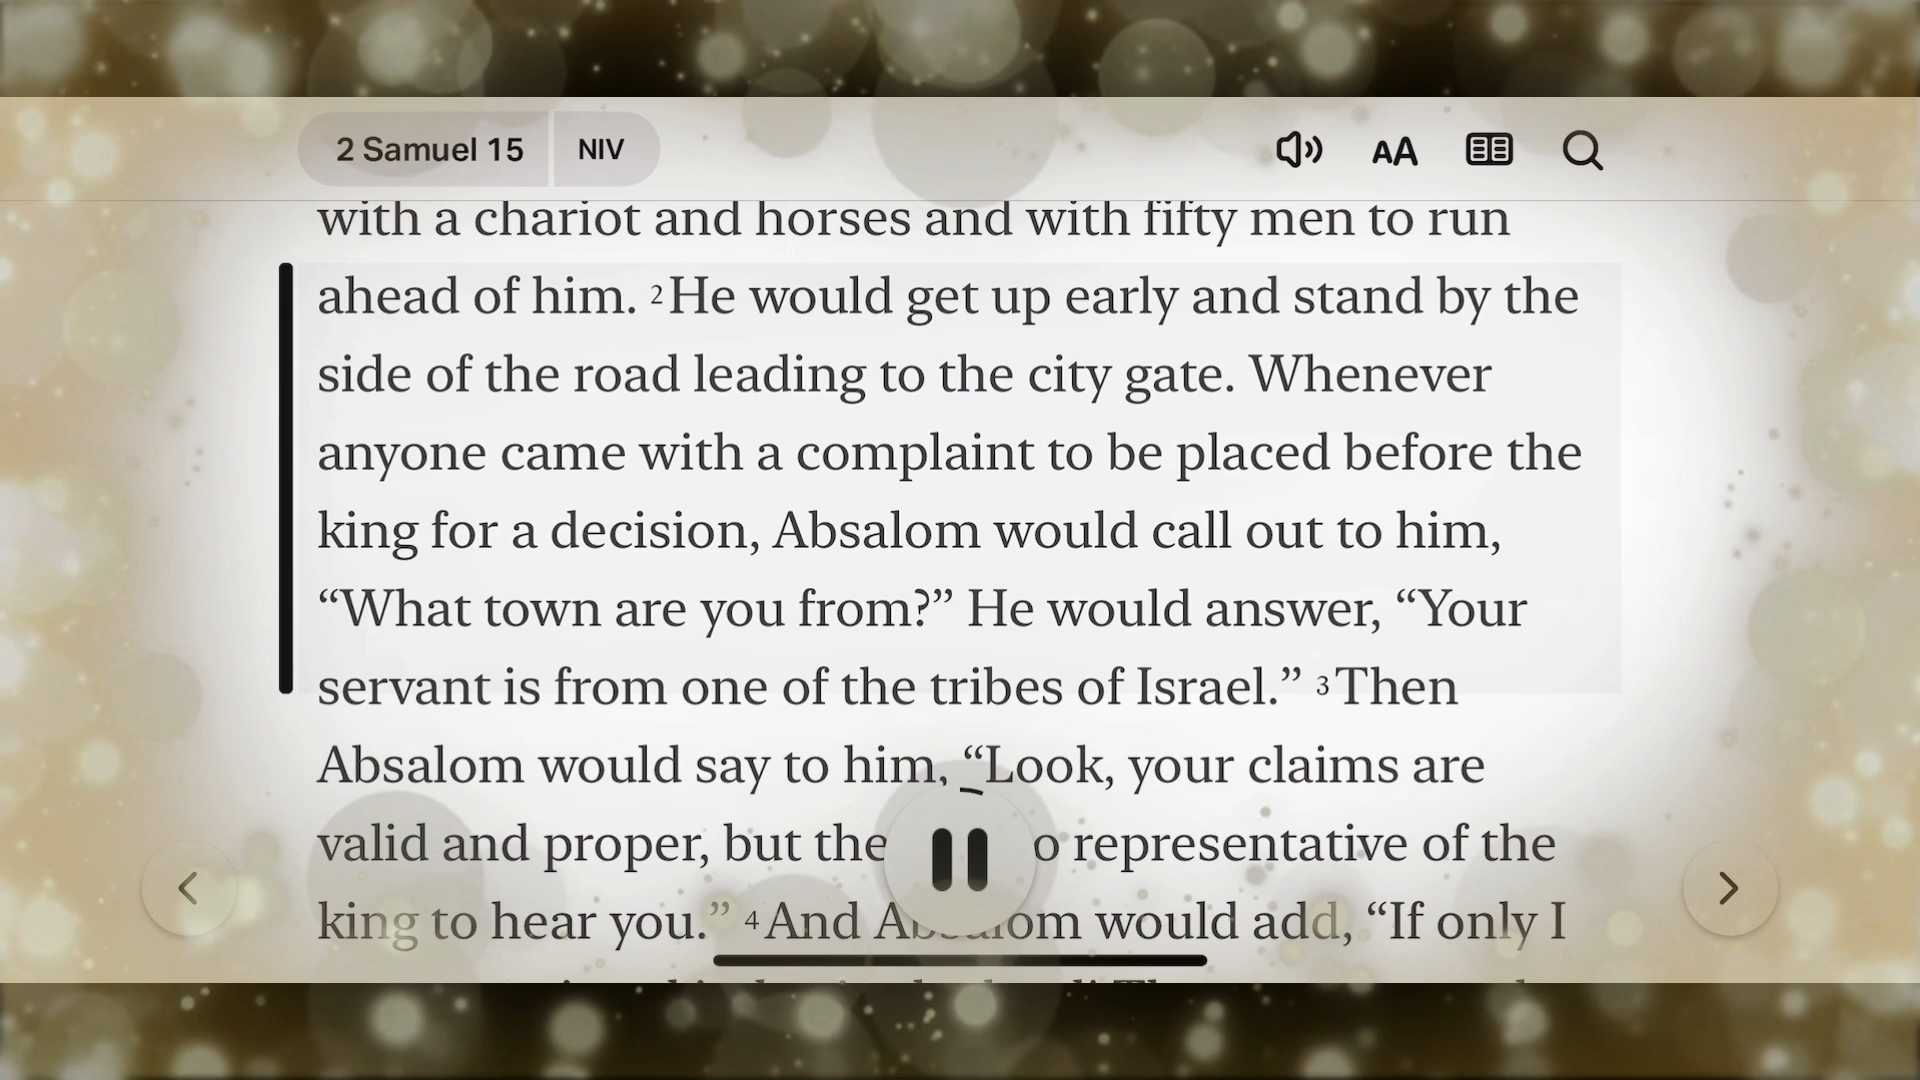 2 Samuel 15 NIV AA
with a chariot and horses and with fifty men to run
ahead of him. 2 He would get up early and stand by the
side of the road leading to the city gate. Whenever
anyone came with a complaint to be placed before the
king for a decision, Absalom would call out to him,
“What town are you from?” He would answer, “Your
servant is from one of the tribes of Israel.” 3 Then
Absalom would say to him, “Look, your claims are
valid and proper, but the representative of the
king to hear you.” 4 And Absalom would add, “If only I